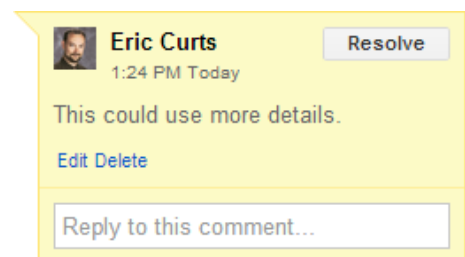 Eric Curts
Resolve
1:24 PM Today
This could use more details.
Edit Delete
Reply to this comment...